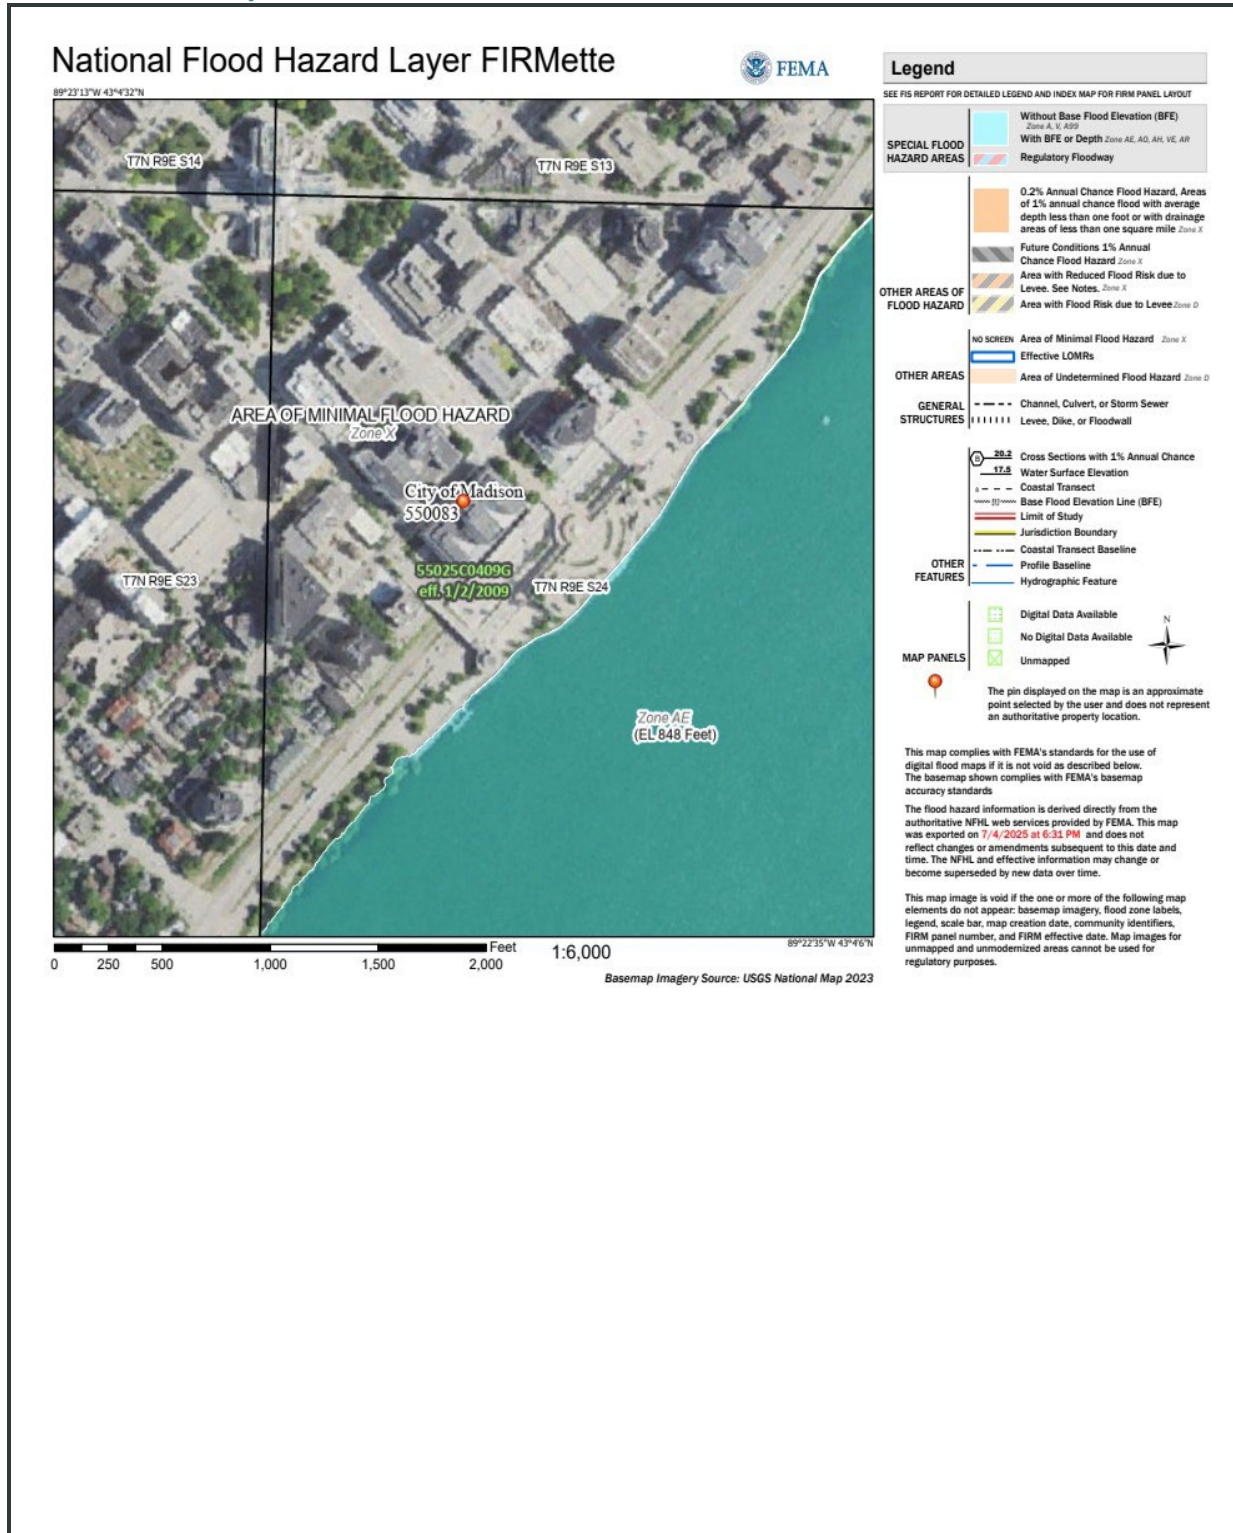 National Flood Hazard Layer FIRMette
FEMA
89°23'13"W 43°4'32"N
T7N R9E S14
T7N R9E S13
AREA OF MINIMAL FLOOD HAZARD
Zone X
City of Madison
550083
55025C0409G
eff. 1/2/2009
T7N R9E S23
T7N R9E S24
Zone AE
(EL 848 Feet)
89°22'35"W 43°4'6"N
Feet
1:6,000
0 250 500 1,000 1,500 2,000
Basemap Imagery Source: USGS National Map 2023
Legend
SEE FIS REPORT FOR DETAILED LEGEND AND INDEX MAP FOR FIRM PANEL LAYOUT
SPECIAL FLOOD
HAZARD AREAS
Without Base Flood Elevation (BFE)
Zone A, V, A99
With BFE or Depth Zone AE, AO, AH, VE, AR
Regulatory Floodway
OTHER AREAS OF
FLOOD HAZARD
0.2% Annual Chance Flood Hazard, Areas
of 1% annual chance flood with average
depth less than one foot or with drainage
areas of less than one square mile Zone X
Future Conditions 1% Annual
Chance Flood Hazard Zone X
Area with Reduced Flood Risk due to
Levee. See Notes. Zone X
Area with Flood Risk due to Levee Zone D
OTHER AREAS
NO SCREEN Area of Minimal Flood Hazard Zone X
Effective LOMRs
Area of Undetermined Flood Hazard Zone D
GENERAL
STRUCTURES
Channel, Culvert, or Storm Sewer
Levee, Dike, or Floodwall
OTHER
FEATURES
B 20.2 Cross Sections with 1% Annual Chance
17.5 Water Surface Elevation
8 Coastal Transect
513 Base Flood Elevation Line (BFE)
Limit of Study
Jurisdiction Boundary
Coastal Transect Baseline
Profile Baseline
Hydrographic Feature
MAP PANELS
Digital Data Available
No Digital Data Available
Unmapped
N
The pin displayed on the map is an approximate
point selected by the user and does not represent
an authoritative property location.
This map complies with FEMA's standards for the use of
digital flood maps if it is not void as described below.
The basemap shown complies with FEMA's basemap
accuracy standards
The flood hazard information is derived directly from the
authoritative NFHL web services provided by FEMA. This map
was exported on 7/4/2025 at 6:31 PM and does not
reflect changes or amendments subsequent to this date and
time. The NFHL and effective information may change or
become superseded by new data over time.
This map image is void if the one or more of the following map
elements do not appear: basemap imagery, flood zone labels,
legend, scale bar, map creation date, community identifiers,
FIRM panel number, and FIRM effective date. Map images for
unmapped and unmodernized areas cannot be used for
regulatory purposes.